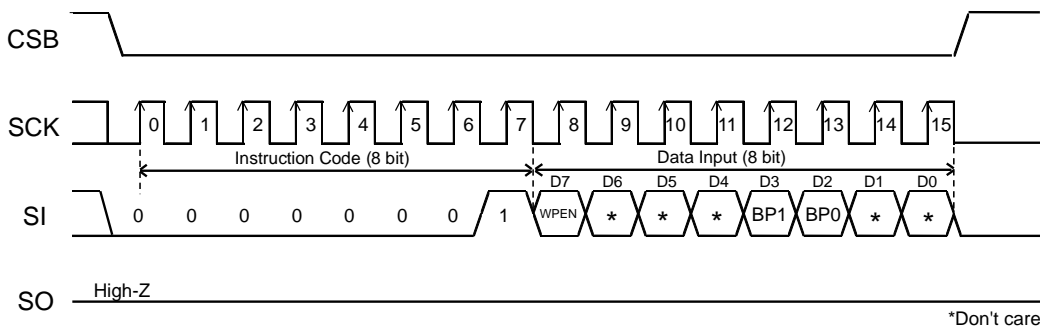 CSB
SCK
0 1 2 3 4 5 6 7 8 9 10 11 12 13 14 15
Instruction Code (8 bit) Data Input (8 bit)
D7 D6 D5 D4 D3 D2 D1 D0
SI 0 0 0 0 0 0 0 1 WPEN * * * BP1 BP0 * *
High-Z
SO
*Don't care